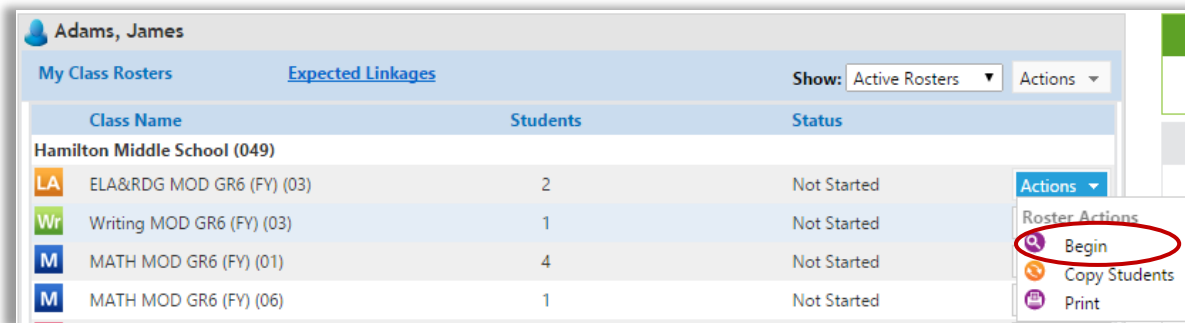 Adams, James
My Class Rosters Expected Linkages Show: Active Rosters Actions
Class Name Students Status
Hamilton Middle School (049)
LA ELA&RDG MOD GR6 (FY) (03) 2 Not Started Actions
Roster Actions
Wr Writing MOD GR6 (FY) (03) 1 Not Started
Begin
M MATH MOD GR6 (FY) (01) 4 Not Started
Copy Students
M MATH MOD GR6 (FY) (06) 1 Not Started
Print